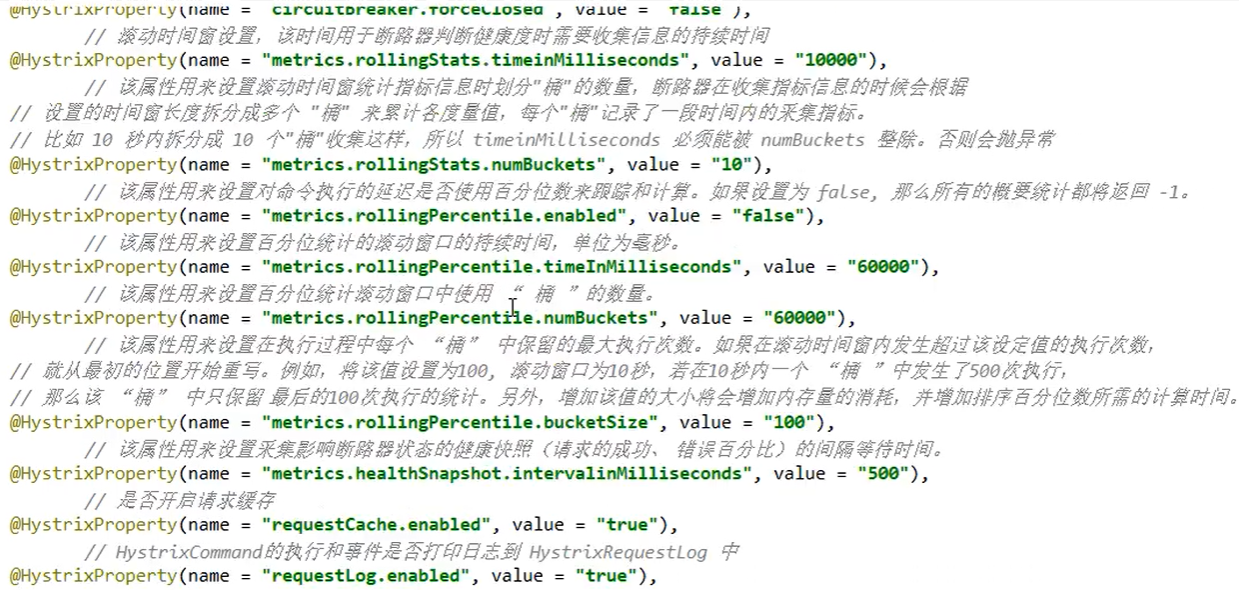 @HystrixProperty(name = "circuitBreaker.forceClosed", value = "false"),
// 滚动时间窗设置，该时间用于断路器判断健康度时需要收集信息的持续时间
@HystrixProperty(name = "metrics.rollingStats.timeinMilliseconds", value = "10000"),
// 该属性用来设置滚动时间窗统计指标信息时划分"桶"的数量，断路器在收集指标信息的时候会根据
// 设置的时间窗长度拆分成多个 "桶" 来累计各度量值，每个"桶"记录了一段时间内的采集指标。
// 比如 10 秒内拆分成 10 个"桶"收集这样，所以 timeinMilliseconds 必须能被 numBuckets 整除。否则会抛异常
@HystrixProperty(name = "metrics.rollingStats.numBuckets", value = "10"),
// 该属性用来设置对命令执行的延迟是否使用百分位数来跟踪和计算。如果设置为 false, 那么所有的概要统计都将返回 -1。
@HystrixProperty(name = "metrics.rollingPercentile.enabled", value = "false"),
// 该属性用来设置百分位统计的滚动窗口的持续时间，单位为毫秒。
@HystrixProperty(name = "metrics.rollingPercentile.timeInMilliseconds", value = "60000"),
// 该属性用来设置百分位统计滚动窗口中使用 “ 桶 ”的数量。
@HystrixProperty(name = "metrics.rollingPercentile.numBuckets", value = "60000"),
// 该属性用来设置在执行过程中每个 “桶” 中保留的最大执行次数。如果在滚动时间窗内发生超过该设定值的执行次数，
// 就从最初的位置开始重写。例如，将该值设置为100, 滚动窗口为10秒，若在10秒内一个 “桶 ”中发生了500次执行，
// 那么该 “桶” 中只保留 最后的100次执行的统计。另外，增加该值的大小将会增加内存量的消耗，并增加排序百分位数所需的计算时间。
@HystrixProperty(name = "metrics.rollingPercentile.bucketSize", value = "100"),
// 该属性用来设置采集影响断路器状态的健康快照（请求的成功、 错误百分比）的间隔等待时间。
@HystrixProperty(name = "metrics.healthSnapshot.intervalinMilliseconds", value = "500"),
// 是否开启请求缓存
@HystrixProperty(name = "requestCache.enabled", value = "true"),
// HystrixCommand的执行和事件是否打印日志到 HystrixRequestLog 中
@HystrixProperty(name = "requestLog.enabled", value = "true"),